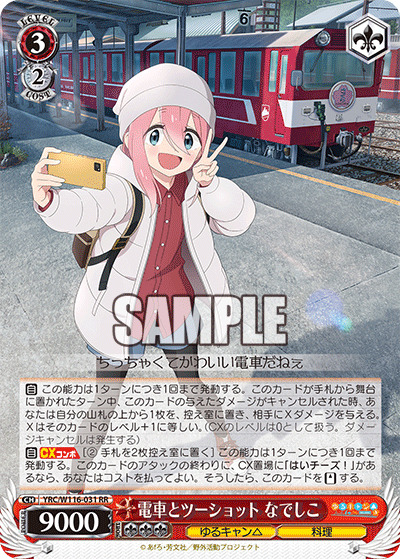 LEVEL
3
2
COST
6
SAMPLE
ちっちゃくてかわいい電車だねぇ
自 この能力は1ターンにつき1回まで発動する。このカードが手札から舞台
に置かれたターン中、このカードの与えたダメージがキャンセルされた時、あ
なたは自分の山札の上から1枚を、控え室に置き、相手にXダメージを与える。
Xはそのカードのレベル+1に等しい。(CXのレベルは0として扱う。ダメ
ージキャンセルは発生する)
自 CXコンボ [② 手札を2枚控え室に置く] この能力は1ターンにつき1回まで
発動する。このカードのアタックの終わりに、CX置場に「はいチーズ!」があ
るなら、あなたはコストを払ってよい。そうしたら、このカードを[スタンド]する。
CH YRC/W116-031 RR
電車とツーショット なでしこ
9000
ゆるキャン△
料理
©あfろ・芳文社/野外活動プロジェクト